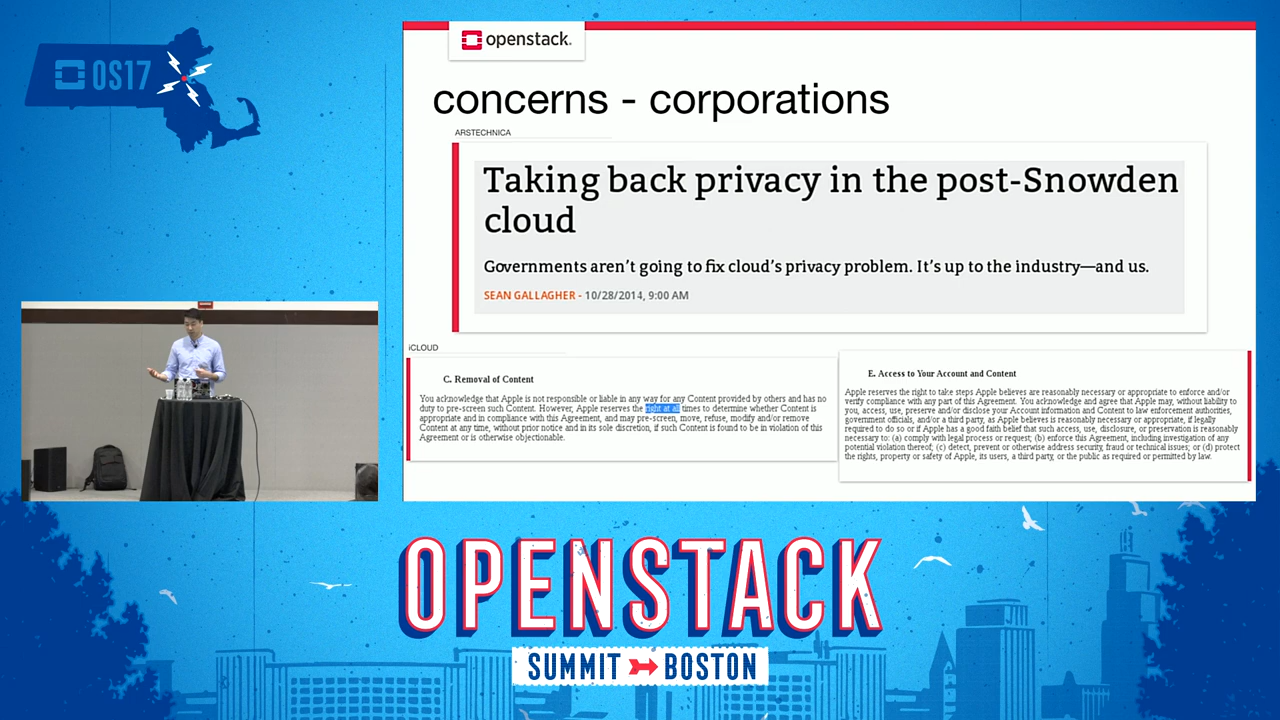 OS17
openstack.
concerns - corporations
ARSTECHNICA
Taking back privacy in the post-Snowden
cloud
Governments aren't going to fix cloud's privacy problem. It's up to the industry—and us.
SEAN GALLAGHER - 10/28/2014, 9:00 AM
iCLOUD
C. Removal of Content
You acknowledge that Apple is not responsible or liable in any way for any Content provided by others and has no
duty to pre-screen such Content. However, Apple reserves the right at all times to determine whether Content is
appropriate and in compliance with this Agreement, and may pre-screen, move, refuse, modify and/or remove
Content at any time, without prior notice and in its sole discretion, if such Content is found to be in violation of this
Agreement or is otherwise objectionable.
E. Access to Your Account and Content
Apple reserves the right to take steps Apple believes are reasonably necessary or appropriate to enforce and/or
verify compliance with any part of this Agreement. You acknowledge and agree that Apple may, without liability to
you, access, use, preserve and/or disclose your Account information and Content to law enforcement authorities,
government officials, and/or a third party, as Apple believes is reasonably necessary or appropriate, if legally
required to do so or if Apple has a good faith belief that such access, use, disclosure, or preservation is reasonably
necessary to: (a) comply with legal process or request; (b) enforce this Agreement, including investigation of any
potential violation thereof; (c) detect, prevent or otherwise address security, fraud or technical issues; or (d) protect
the rights, property or safety of Apple, its users, a third party, or the public as required or permitted by law.
OPENSTACK
SUMMIT BOSTON